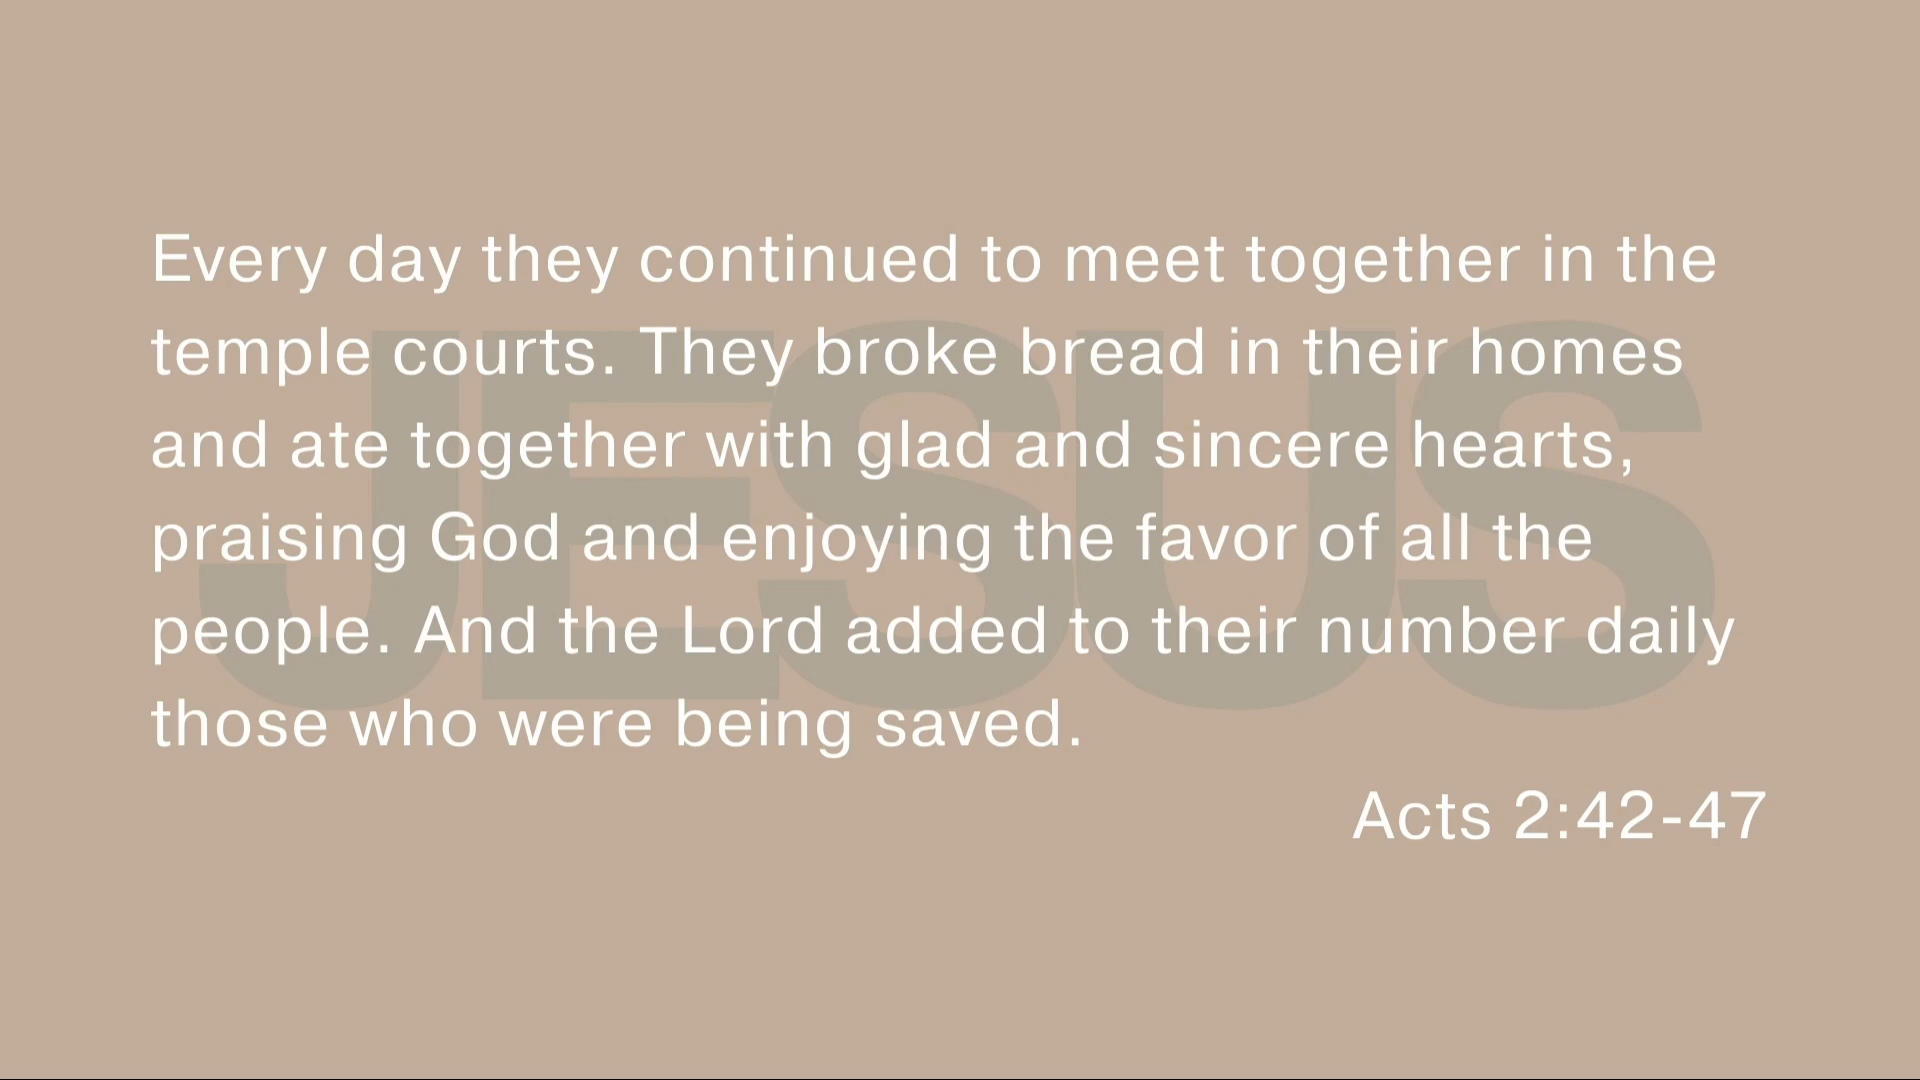 Every day they continued to meet together in the
temple courts. They broke bread in their homes
and ate together with glad and sincere hearts,
praising God and enjoying the favor of all the
people. And the Lord added to their number daily
those who were being saved.
Acts 2:42-47
JESUS